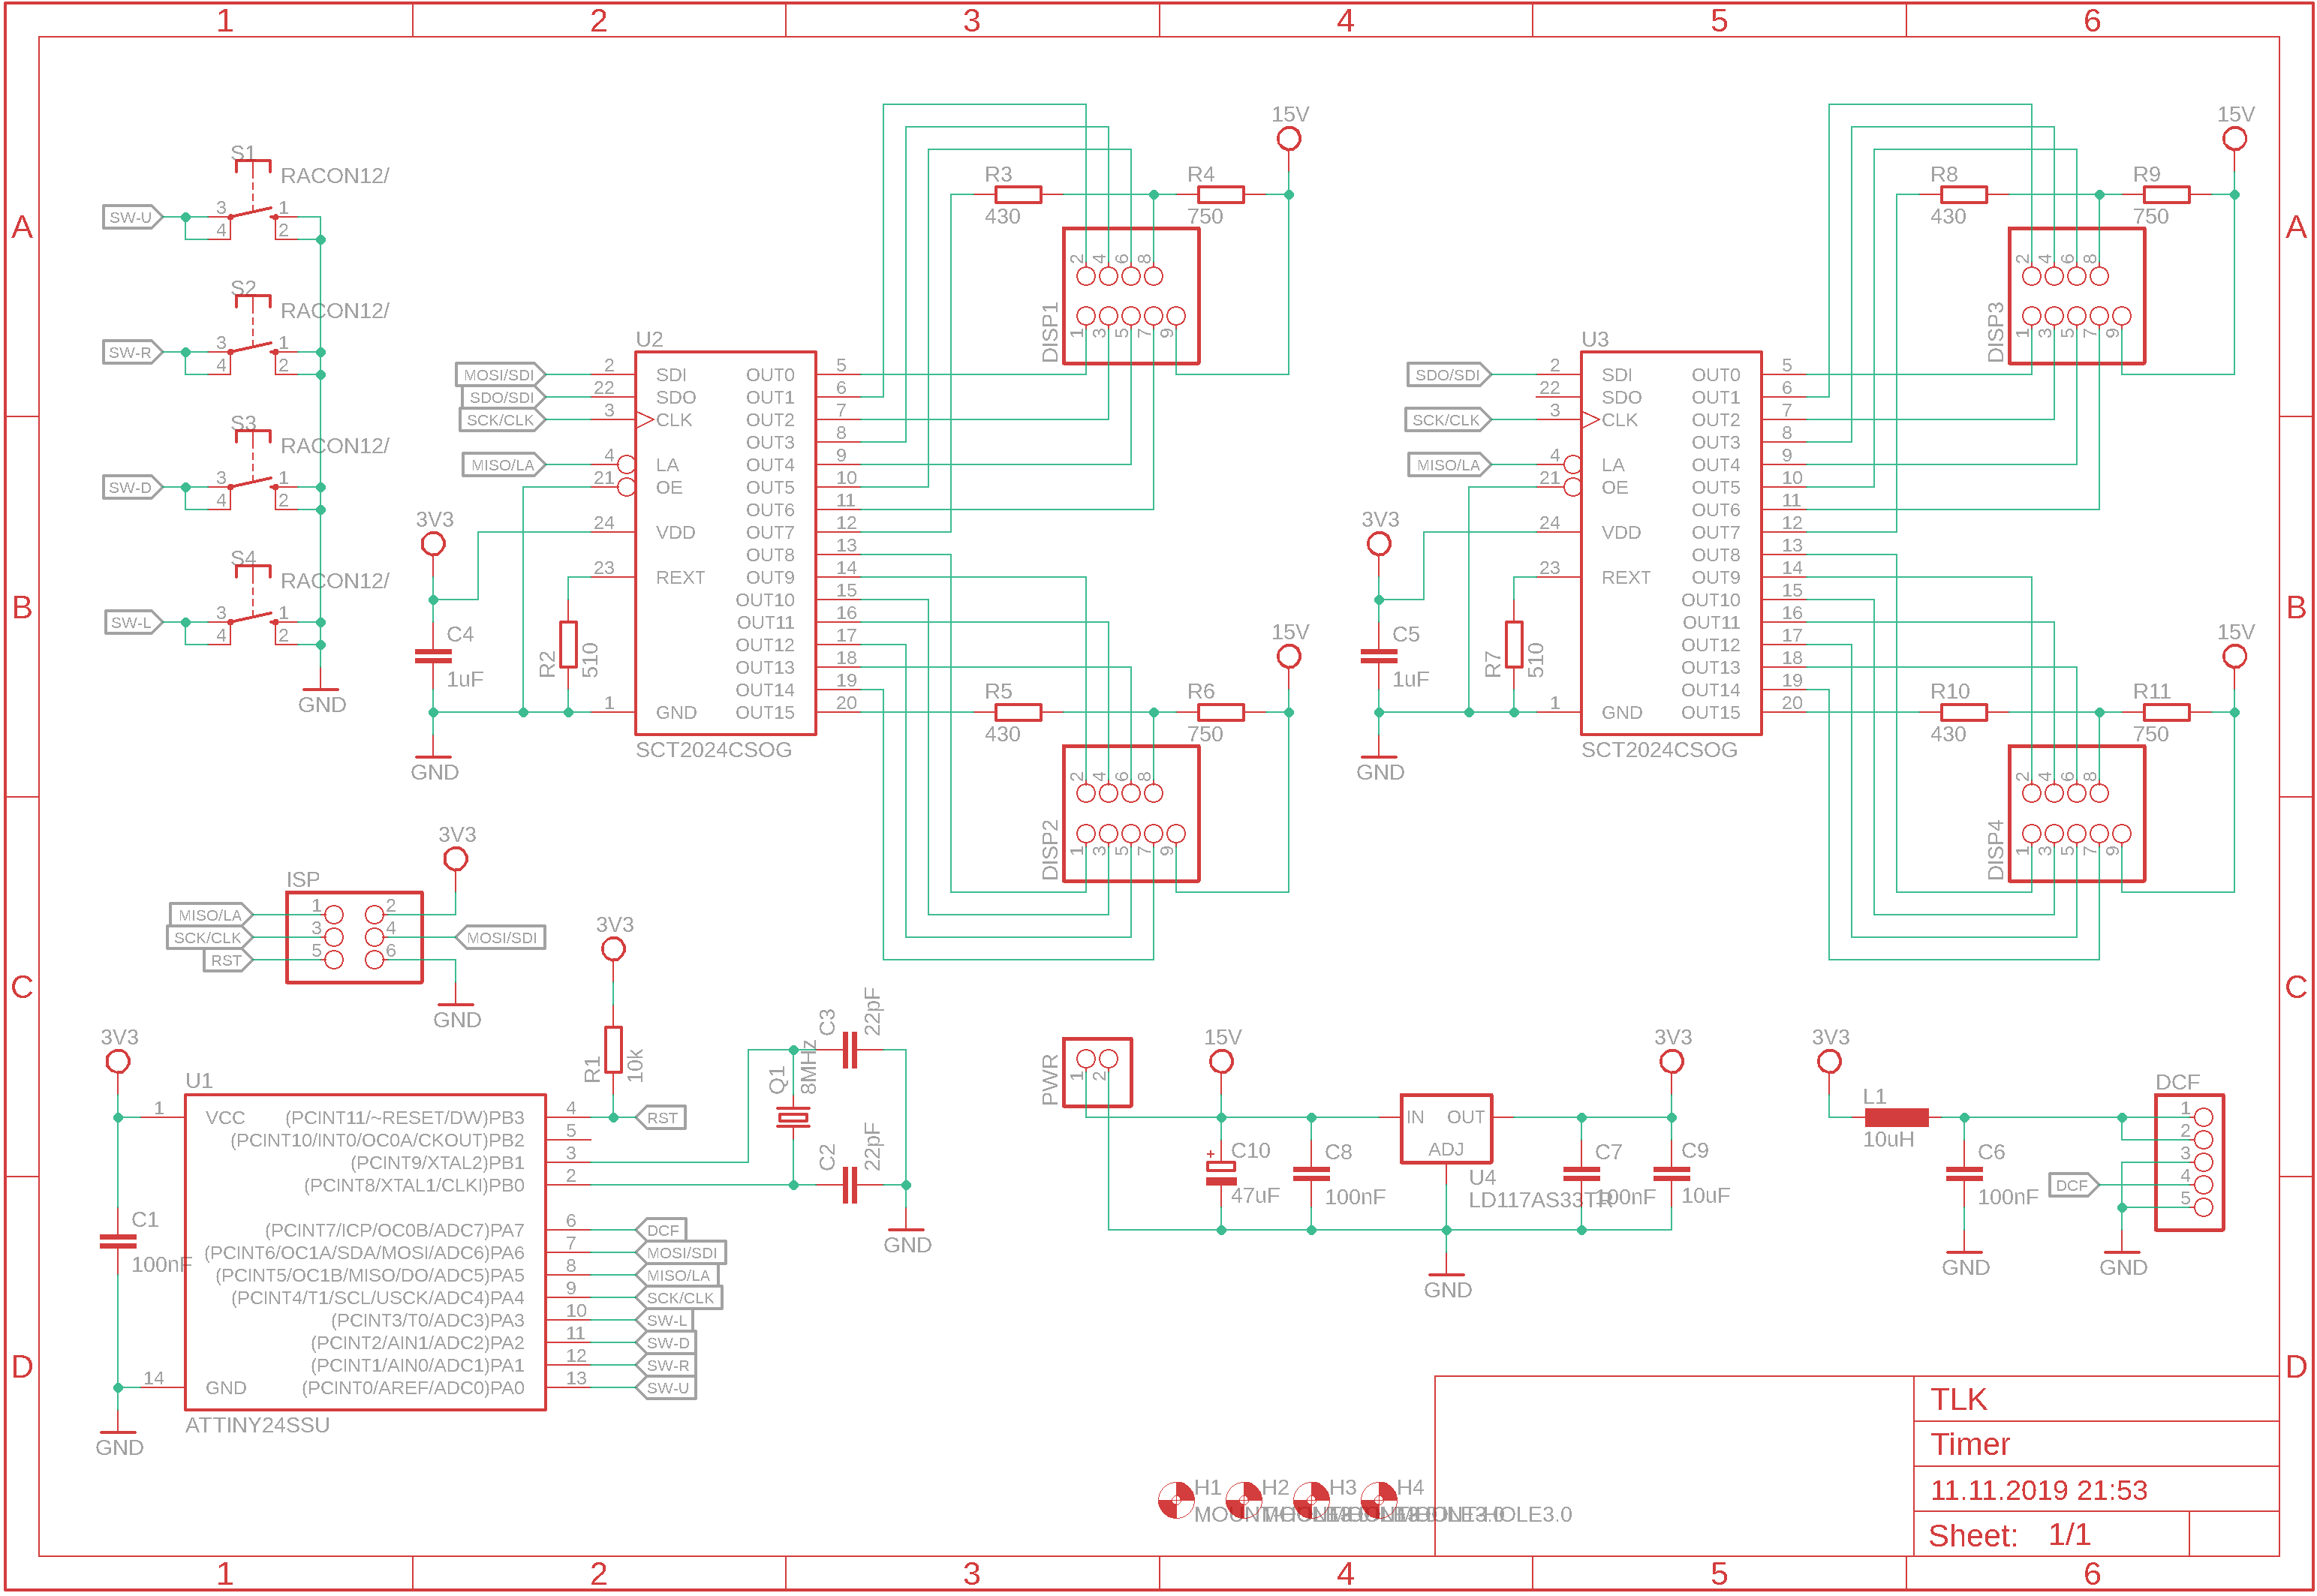 1 2 3 4 5 6
A A
B B
C C
D D
S1
RACON12/
SW-U
3 1
4 2
S2
RACON12/
SW-R
3 1
4 2
S3
RACON12/
SW-D
3 1
4 2
S4
RACON12/
SW-L
3 1
4 2
GND
U2
MOSI/SDI 2 SDI OUT0 5
SDO/SDI 22 SDO OUT1 6
SCK/CLK 3 CLK OUT2 7
OUT3 8
MISO/LA 4 LA OUT4 9
21 OE OUT5 10
OUT6 11
3V3 24 VDD OUT7 12
OUT8 13
23 REXT OUT9 14
OUT10 15
OUT11 16
OUT12 17
OUT13 18
OUT14 19
1 GND OUT15 20
SCT2024CSOG
C4
1uF
R2
510
GND
15V
R3
430
R4
750
DISP1
2 4 6 8
1 3 5 7 9
15V
R5
430
R6
750
DISP2
2 4 6 8
1 3 5 7 9
U3
SDO/SDI 2 SDI OUT0 5
22 SDO OUT1 6
SCK/CLK 3 CLK OUT2 7
OUT3 8
MISO/LA 4 LA OUT4 9
21 OE OUT5 10
OUT6 11
3V3 24 VDD OUT7 12
OUT8 13
23 REXT OUT9 14
OUT10 15
OUT11 16
OUT12 17
OUT13 18
OUT14 19
1 GND OUT15 20
SCT2024CSOG
C5
1uF
R7
510
GND
15V
R8
430
R9
750
DISP3
2 4 6 8
1 3 5 7 9
15V
R10
430
R11
750
DISP4
2 4 6 8
1 3 5 7 9
3V3
ISP
MISO/LA 1 2
SCK/CLK 3 4 MOSI/SDI
RST 5 6
GND
3V3
C1
100nF
GND
3V3
R1
10k
U1
1 VCC (PCINT11/~RESET/DW)PB3 4 RST
(PCINT10/INT0/OC0A/CKOUT)PB2 5
(PCINT9/XTAL2)PB1 3
(PCINT8/XTAL1/CLKI)PB0 2
(PCINT7/ICP/OC0B/ADC7)PA7 6 DCF
(PCINT6/OC1A/SDA/MOSI/ADC6)PA6 7 MOSI/SDI
(PCINT5/OC1B/MISO/DO/ADC5)PA5 8 MISO/LA
(PCINT4/T1/SCL/USCK/ADC4)PA4 9 SCK/CLK
(PCINT3/T0/ADC3)PA3 10 SW-L
(PCINT2/AIN1/ADC2)PA2 11 SW-D
(PCINT1/AIN0/ADC1)PA1 12 SW-R
14 GND (PCINT0/AREF/ADC0)PA0 13 SW-U
ATTINY24SSU
Q1
8MHz
C3
22pF
C2
22pF
GND
PWR
1 2
15V
C10
+
47uF
C8
100nF
IN OUT
ADJ
U4
LD117AS33TR
C7
100nF
C9
10uF
3V3
GND
3V3
L1
10uH
C6
100nF
GND
DCF
1
2
3
DCF 4
5
GND
H1 H2 H3 H4
TLK
Timer
11.11.2019 21:53
Sheet: 1/1
1 2 3 4 5 6